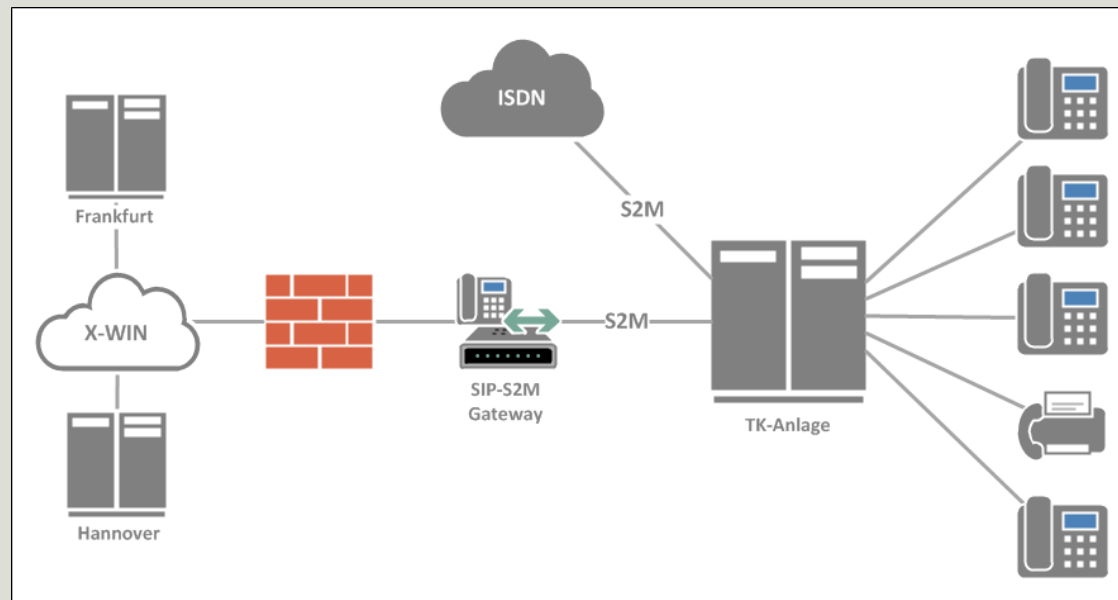 ISDN
Frankfurt
S2M
X-WIN
S2M
SIP-S2M
Gateway
TK-Anlage
Hannover